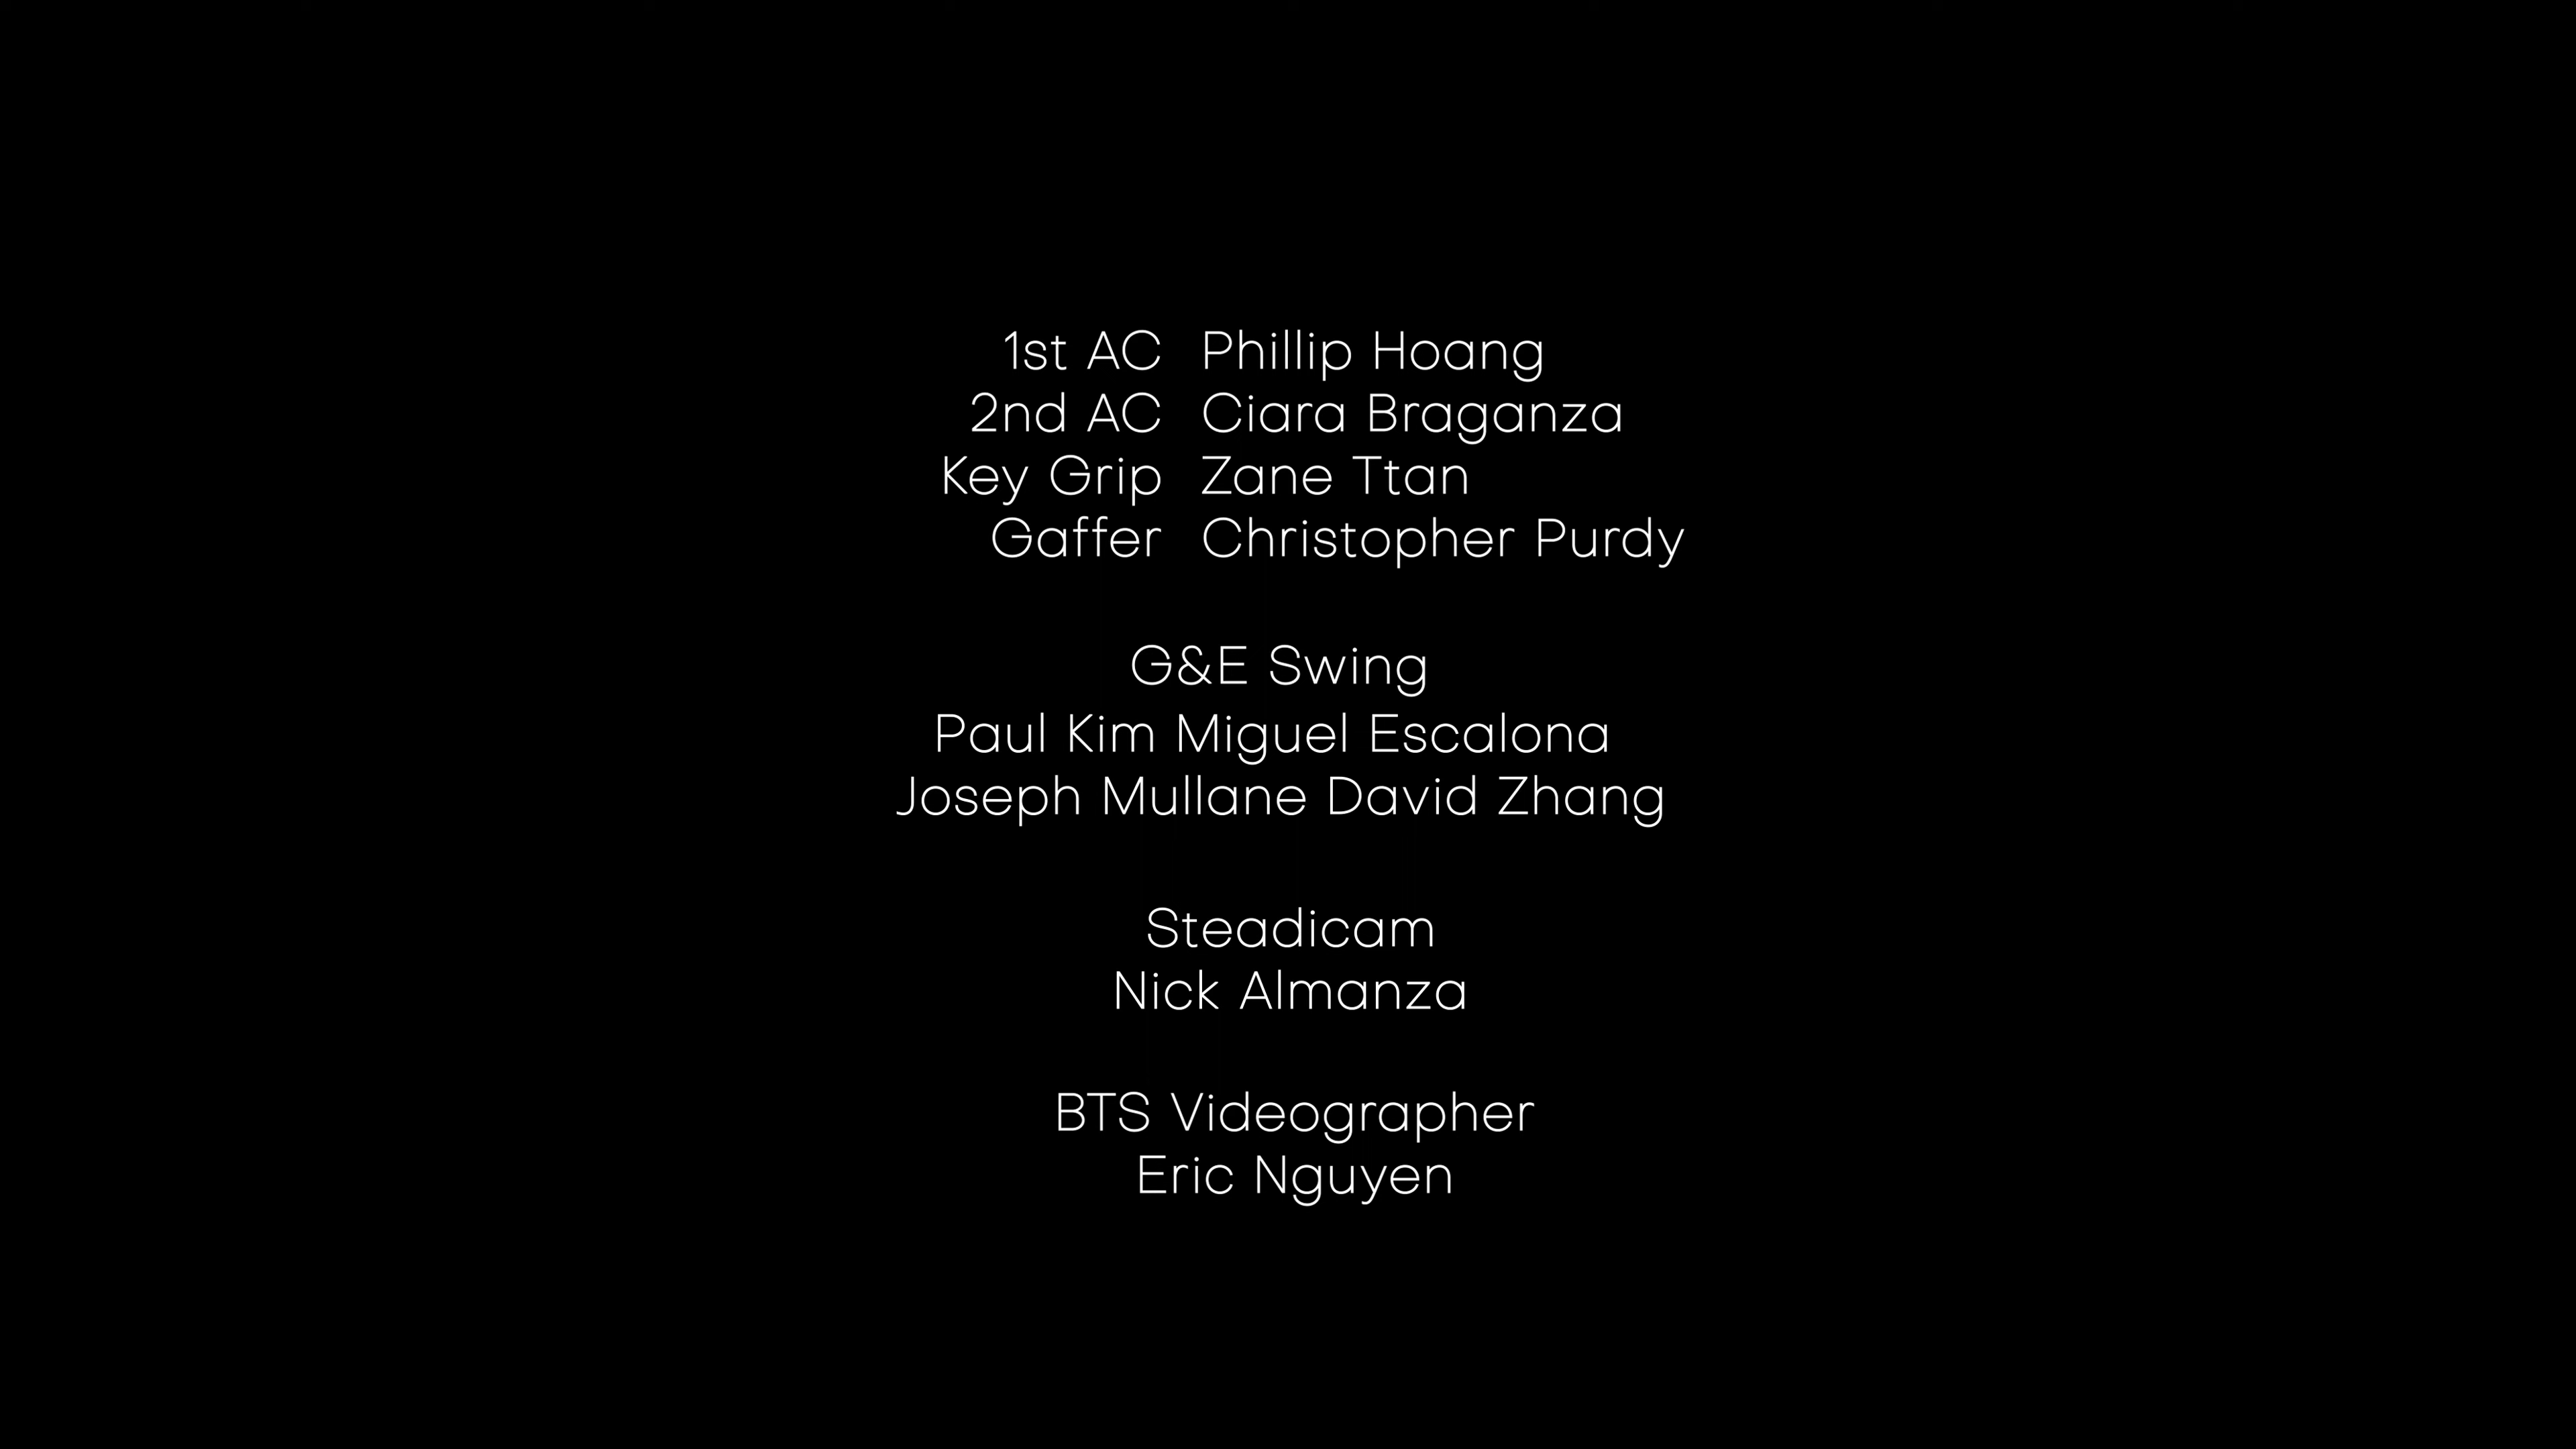 1st AC Phillip Hoang
2nd AC Ciara Braganza
Key Grip Zane Ttan
Gaffer Christopher Purdy
G&E Swing
Paul Kim Miguel Escalona
Joseph Mullane David Zhang
Steadicam
Nick Almanza
BTS Videographer
Eric Nguyen